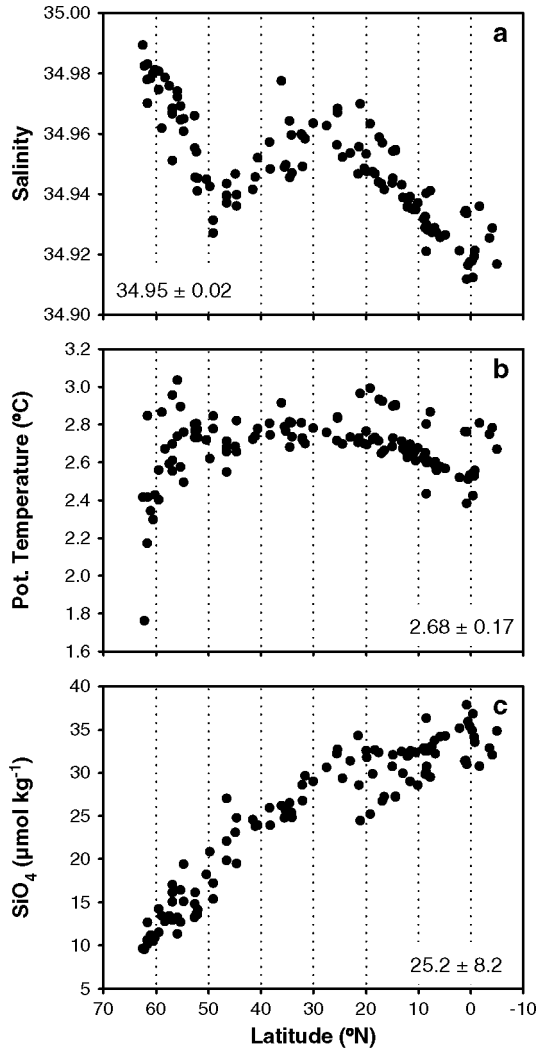 35.00
a
34.98
34.96
Salinity
34.94
34.92
34.95 ± 0.02
34.90
3.2
b
3.0
2.8
2.6
Pot. Temperature (ºC)
2.4
2.2
2.0
1.8
2.68 ± 0.17
1.6
40
c
35
30
25
SiO₄ (µmol kg⁻¹)
20
15
10
25.2 ± 8.2
5
70 60 50 40 30 20 10 0 -10
Latitude (ºN)